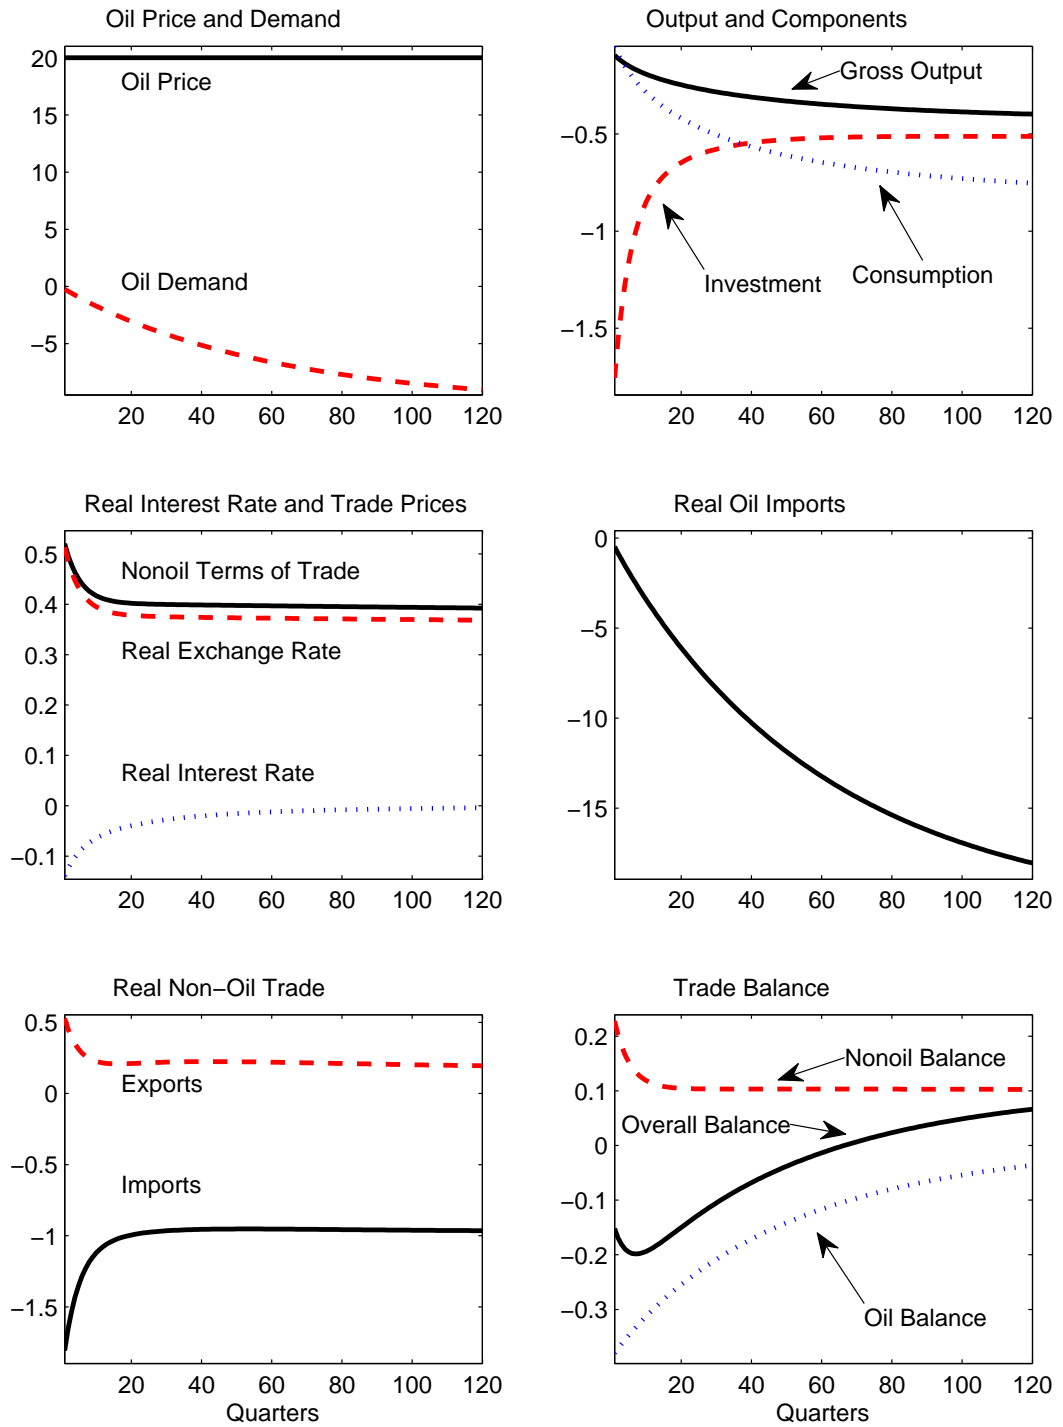 Oil Price and Demand
20
15
10
5
0
−5
Oil Price
Oil Demand
20 40 60 80 100 120
Output and Components
−0.5
−1
−1.5
Gross Output
Investment
Consumption
20 40 60 80 100 120
Real Interest Rate and Trade Prices
0.5
0.4
0.3
0.2
0.1
0
−0.1
Nonoil Terms of Trade
Real Exchange Rate
Real Interest Rate
20 40 60 80 100 120
Real Oil Imports
0
−5
−10
−15
20 40 60 80 100 120
Real Non−Oil Trade
0.5
0
−0.5
−1
−1.5
Exports
Imports
20 40 60 80 100 120
Quarters
Trade Balance
0.2
0.1
0
−0.1
−0.2
−0.3
Nonoil Balance
Overall Balance
Oil Balance
20 40 60 80 100 120
Quarters